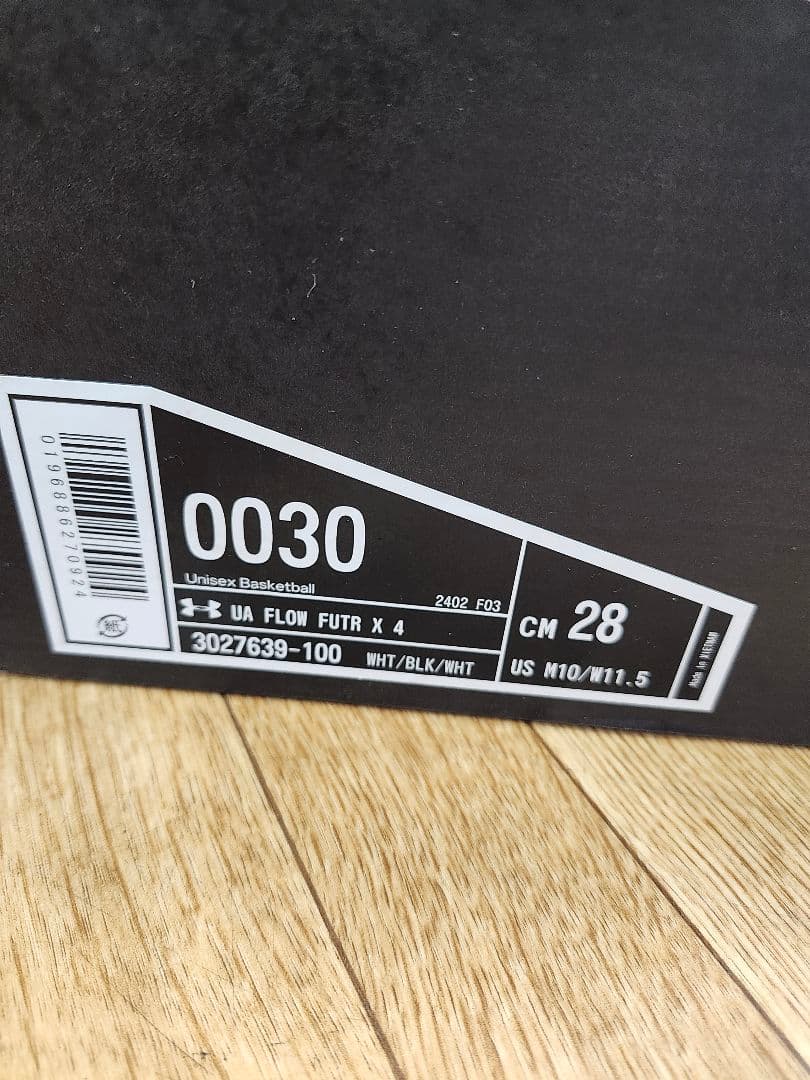 0196886270924
紙
0030
Unisex Basketball
2402 F03
UA FLOW FUTR X 4
3027639-100 WHT/BLK/WHT
CM 28
US M10/W11.5
Made in VIETNAM